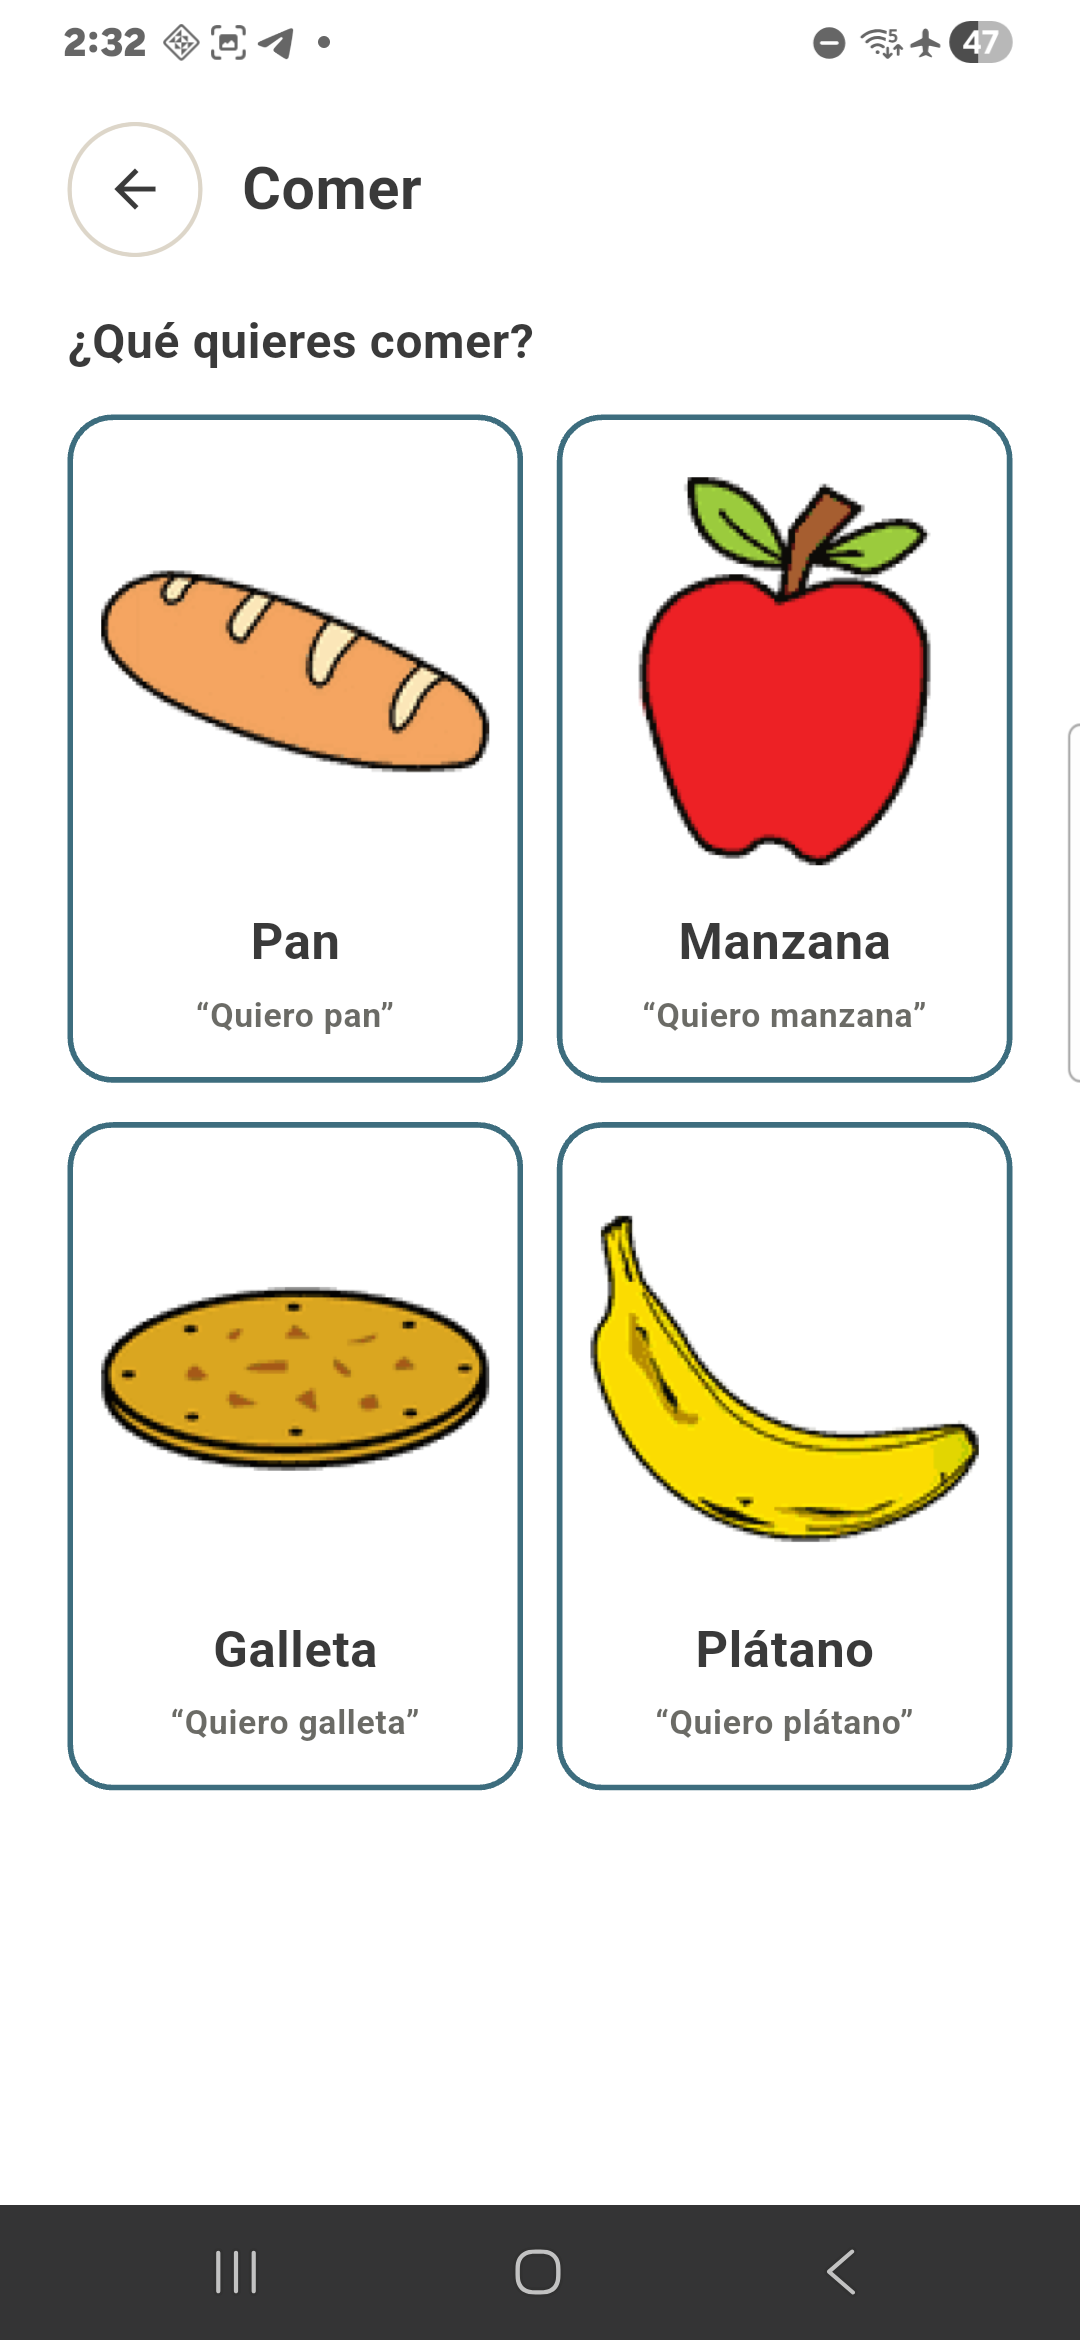 2:32
5
47
Comer
¿Qué quieres comer?
Pan
“Quiero pan”
Manzana
“Quiero manzana”
Galleta
“Quiero galleta”
Plátano
“Quiero plátano”